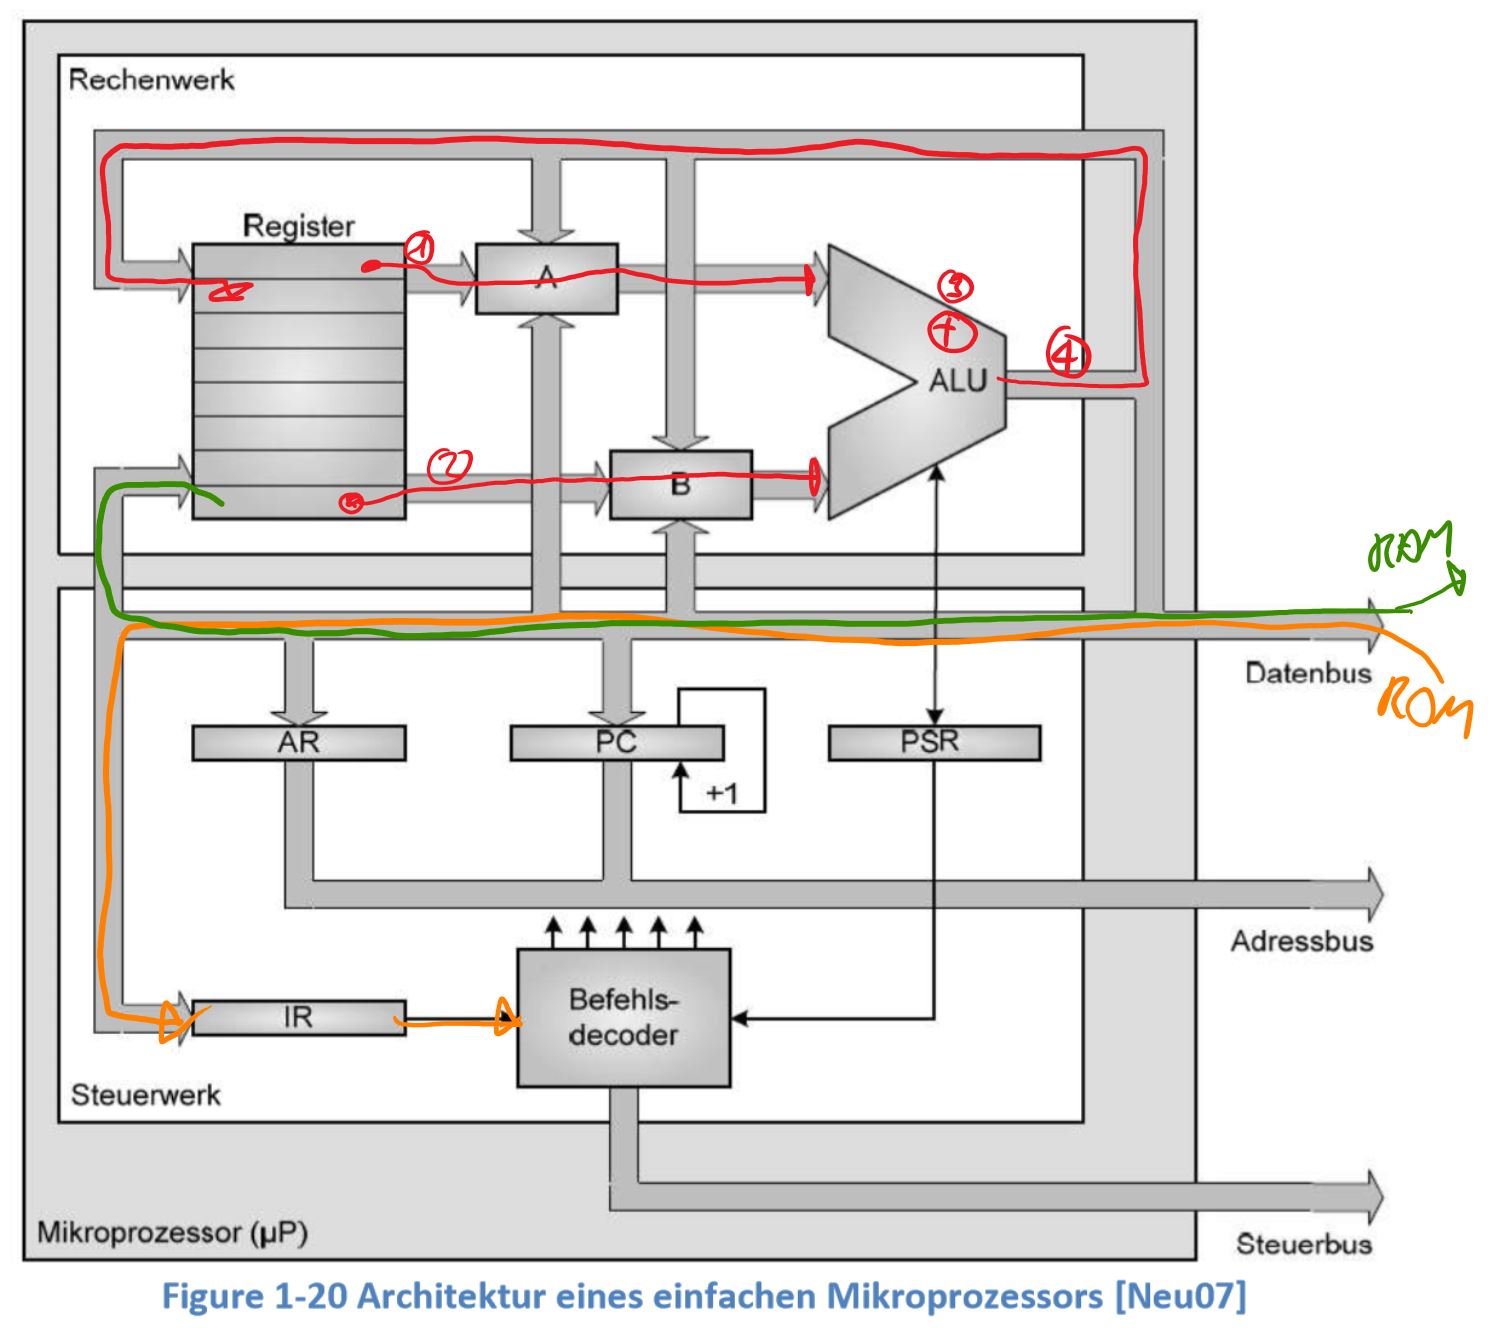 Rechenwerk
Register
①
A
③
+
④
ALU
②
B
RAM
Datenbus
ROM
AR
PC
PSR
+1
Adressbus
Befehls-
decoder
IR
Steuerwerk
Mikroprozessor (µP)
Steuerbus
Figure 1-20 Architektur eines einfachen Mikroprozessors [Neu07]